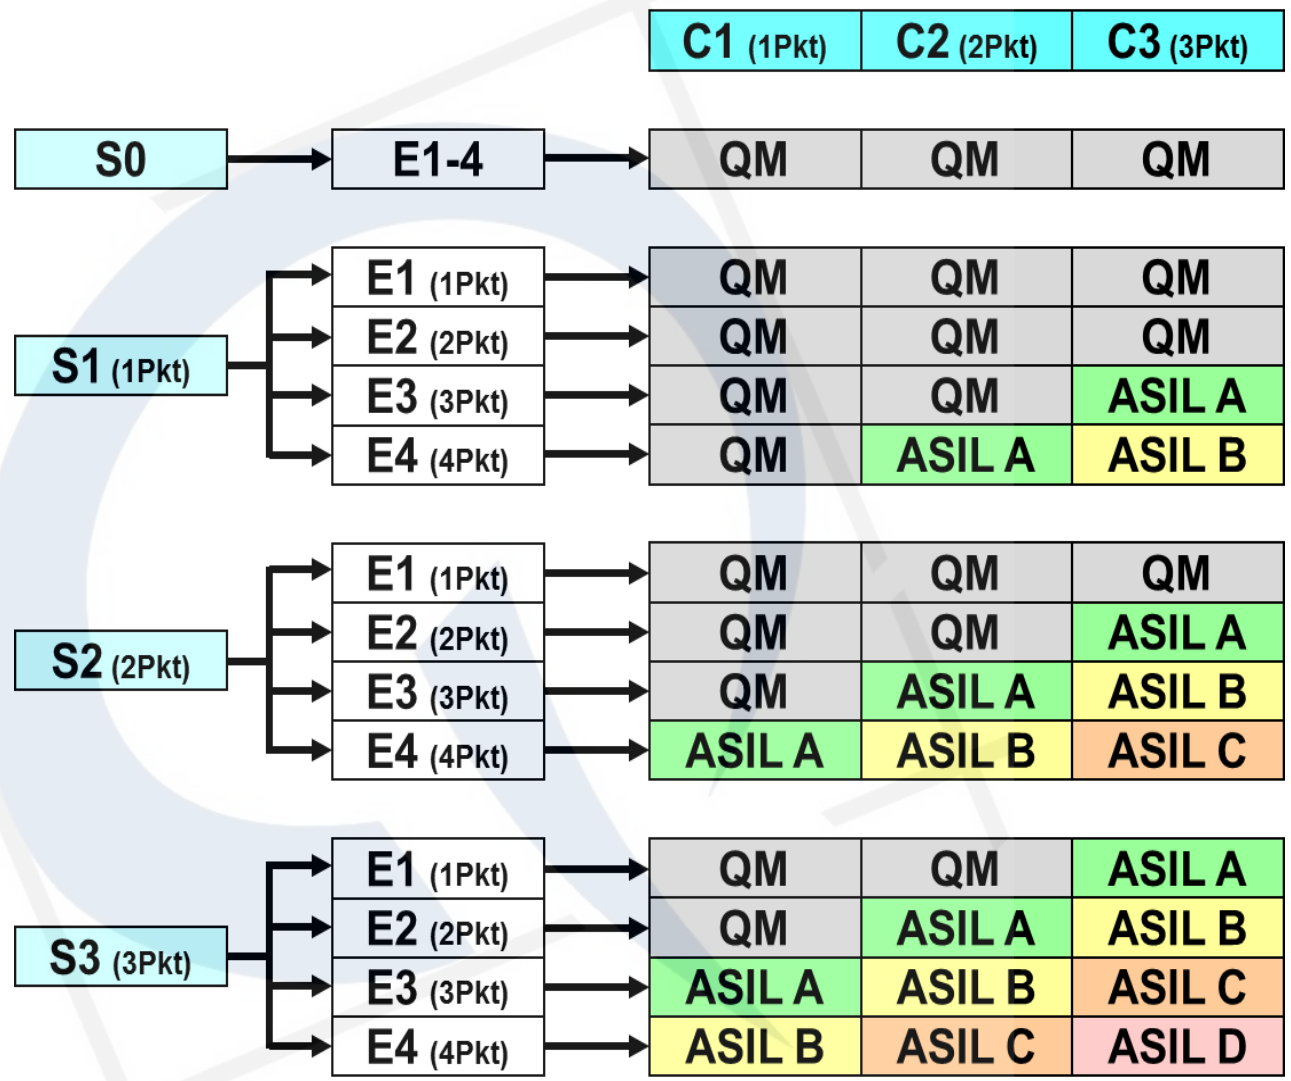 C1 (1Pkt) C2 (2Pkt) C3 (3Pkt)
S0 E1-4 QM QM QM
E1 (1Pkt) QM QM QM
E2 (2Pkt) QM QM QM
S1 (1Pkt)
E3 (3Pkt) QM QM ASIL A
E4 (4Pkt) QM ASIL A ASIL B
E1 (1Pkt) QM QM QM
E2 (2Pkt) QM QM ASIL A
S2 (2Pkt)
E3 (3Pkt) QM ASIL A ASIL B
E4 (4Pkt) ASIL A ASIL B ASIL C
E1 (1Pkt) QM QM ASIL A
E2 (2Pkt) QM ASIL A ASIL B
S3 (3Pkt)
E3 (3Pkt) ASIL A ASIL B ASIL C
E4 (4Pkt) ASIL B ASIL C ASIL D